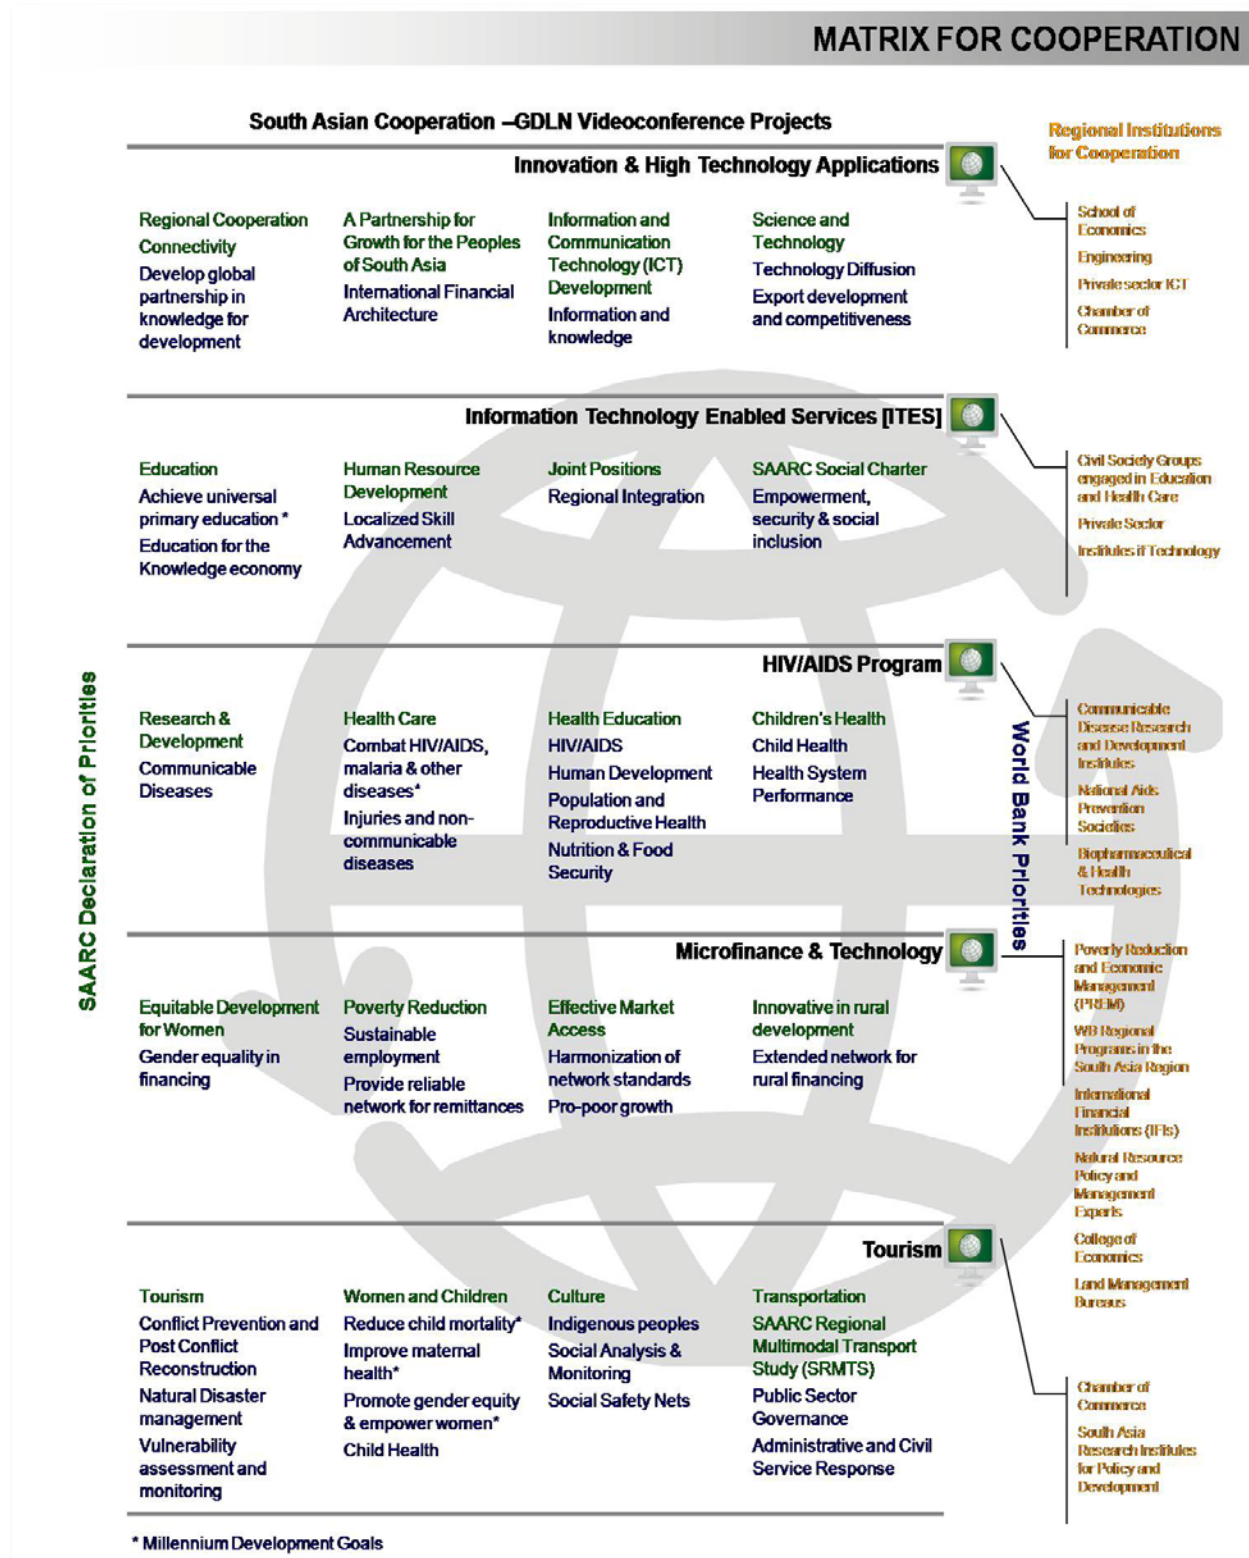 MATRIX FOR COOPERATION
South Asian Cooperation –GDLN Videoconference Projects
Regional Institutions
for Cooperation
Innovation & High Technology Applications
Regional Cooperation
Connectivity
Develop global
partnership in
knowledge for
development
A Partnership for
Growth for the Peoples
of South Asia
International Financial
Architecture
Information and
Communication
Technology (ICT)
Development
Information and
knowledge
Science and
Technology
Technology Diffusion
Export development
and competitiveness
School of
Economics
Engineering
Private sector ICT
Chamber of
Commerce
Information Technology Enabled Services [ITES]
Education
Achieve universal
primary education *
Education for the
Knowledge economy
Human Resource
Development
Localized Skill
Advancement
Joint Positions
Regional Integration
SAARC Social Charter
Empowerment,
security & social
inclusion
Civil Society Groups
engaged in Education
and Health Care
Private Sector
Institutes if Technology
SAARC Declaration of Priorities
HIV/AIDS Program
Research &
Development
Communicable
Diseases
Health Care
Combat HIV/AIDS,
malaria & other
diseases*
Injuries and non-
communicable
diseases
Health Education
HIV/AIDS
Human Development
Population and
Reproductive Health
Nutrition & Food
Security
Children's Health
Child Health
Health System
Performance
World Bank Priorities
Communicable
Disease Research
and Development
Institutes
National Aids
Prevention
Societies
Biopharmaceutical
& Health
Technologies
Microfinance & Technology
Equitable Development
for Women
Gender equality in
financing
Poverty Reduction
Sustainable
employment
Provide reliable
network for remittances
Effective Market
Access
Harmonization of
network standards
Pro-poor growth
Innovative in rural
development
Extended network for
rural financing
Poverty Reduction
and Economic
Management
(PREM)
WB Regional
Programs in the
South Asia Region
International
Financial
Institutions (IFIs)
Natural Resource
Policy and
Management
Experts
College of
Economics
Land Management
Bureaus
Tourism
Tourism
Conflict Prevention and
Post Conflict
Reconstruction
Natural Disaster
management
Vulnerability
assessment and
monitoring
Women and Children
Reduce child mortality*
Improve maternal
health*
Promote gender equity
& empower women*
Child Health
Culture
Indigenous peoples
Social Analysis &
Monitoring
Social Safety Nets
Transportation
SAARC Regional
Multimodal Transport
Study (SRMTS)
Public Sector
Governance
Administrative and Civil
Service Response
Chamber of
Commerce
South Asia
Research Institutes
for Policy and
Development
* Millennium Development Goals